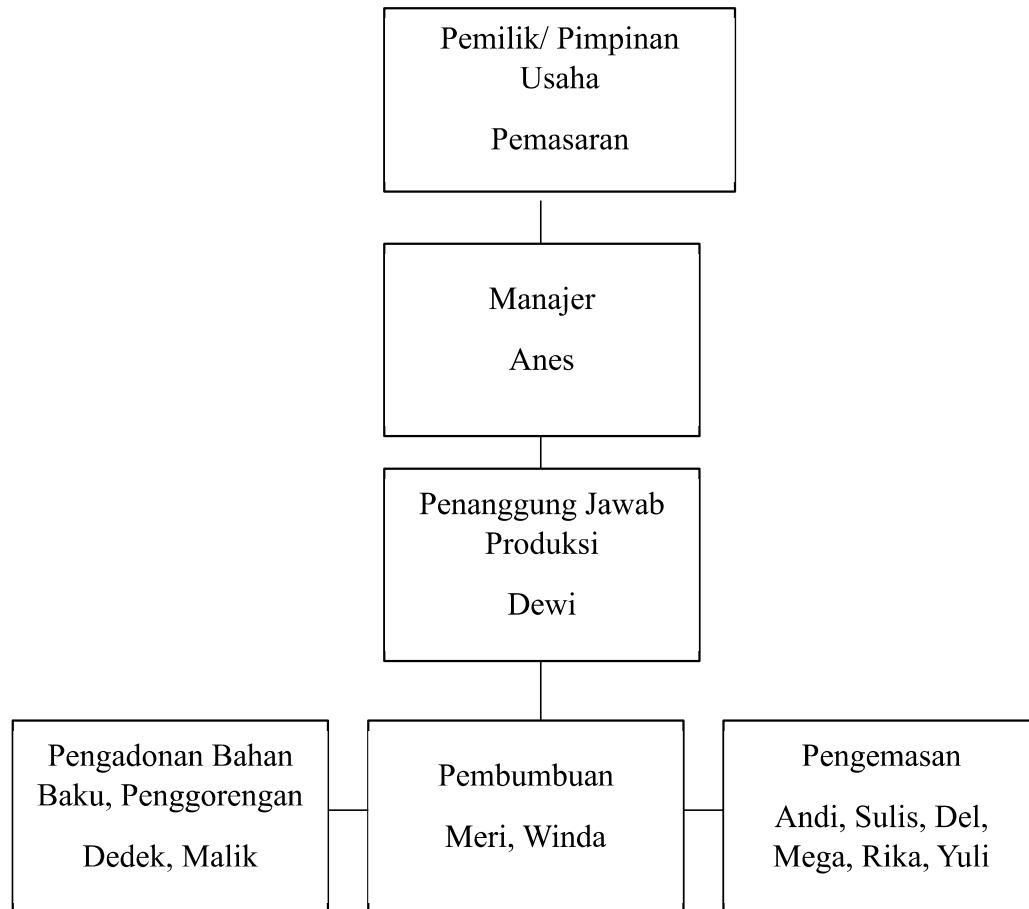 Pemilik/ Pimpinan
Usaha
Pemasaran
Manajer
Anes
Penanggung Jawab
Produksi
Dewi
Pengadonan Bahan
Baku, Penggorengan
Dedek, Malik
Pembumbuan
Meri, Winda
Pengemasan
Andi, Sulis, Del,
Mega, Rika, Yuli